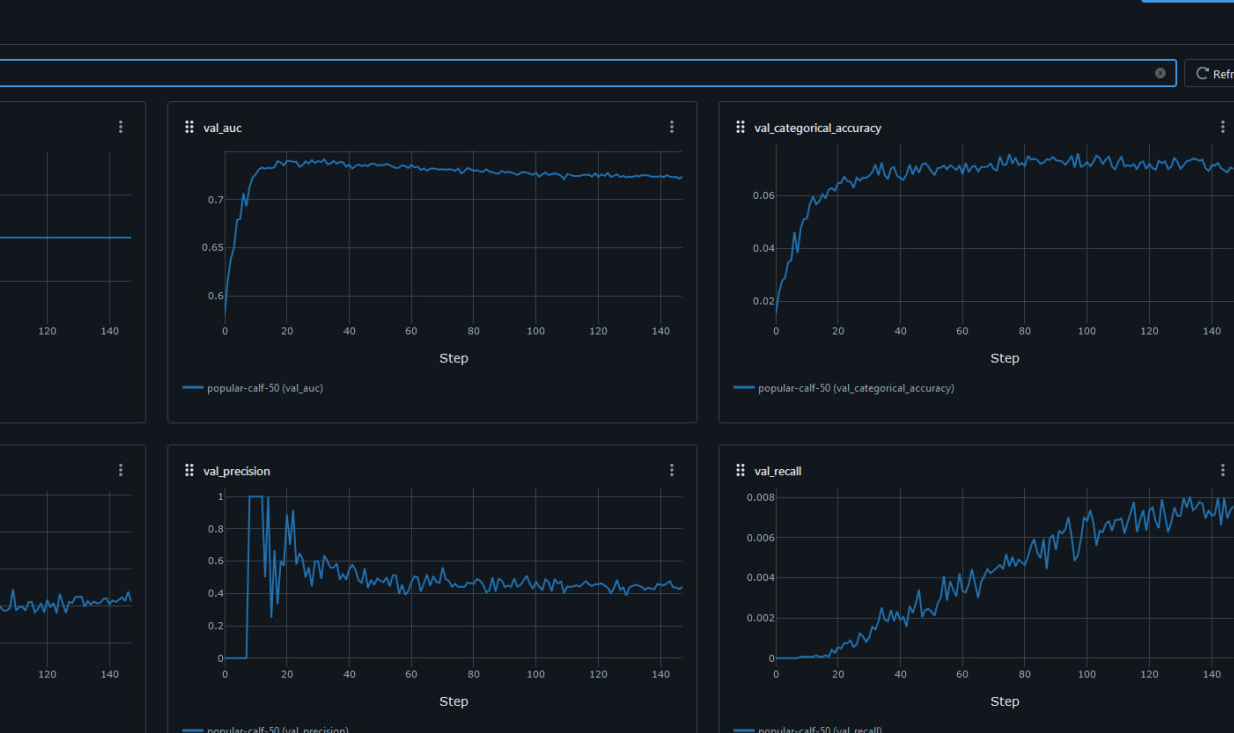 Refr
val_auc
val_categorical_accuracy
0.7
0.65
0.6
0.06
0.04
0.02
120 140
0 20 40 60 80 100 120 140
0 20 40 60 80 100 120 140
Step
Step
popular-calf-50 (val_auc)
popular-calf-50 (val_categorical_accuracy)
val_precision
val_recall
1
0.8
0.6
0.4
0.2
0
0.008
0.006
0.004
0.002
0
120 140
0 20 40 60 80 100 120 140
0 20 40 60 80 100 120 140
Step
Step
popular-calf-50 (val_precision)
popular-calf-50 (val_recall)